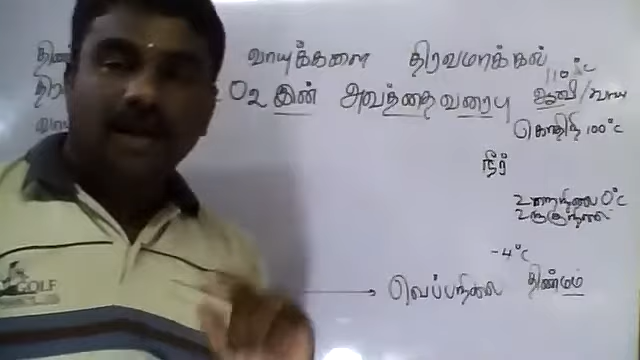 திண் வாயுக்களை திரவமாக்கல்
110°C
திர O2 இன் அவத்தைவரைபு ஆவி/வாயு
கொதிநி 100°C
நீர்
உறைநிலை 0°C
உருகுநிலை
-4°C
வெப்பநிலை திண்மம்
GOLF